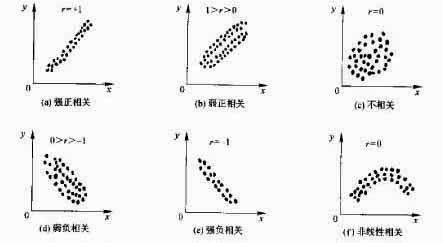 y
r=+1
0
x
(a) 强正相关
y
1>r>0
0
x
(b) 弱正相关
y
r=0
0
x
(c) 不相关
y
0>r>-1
0
x
(d) 弱负相关
y
r=-1
0
x
(e) 强负相关
y
r=0
0
x
(f) 非线性相关